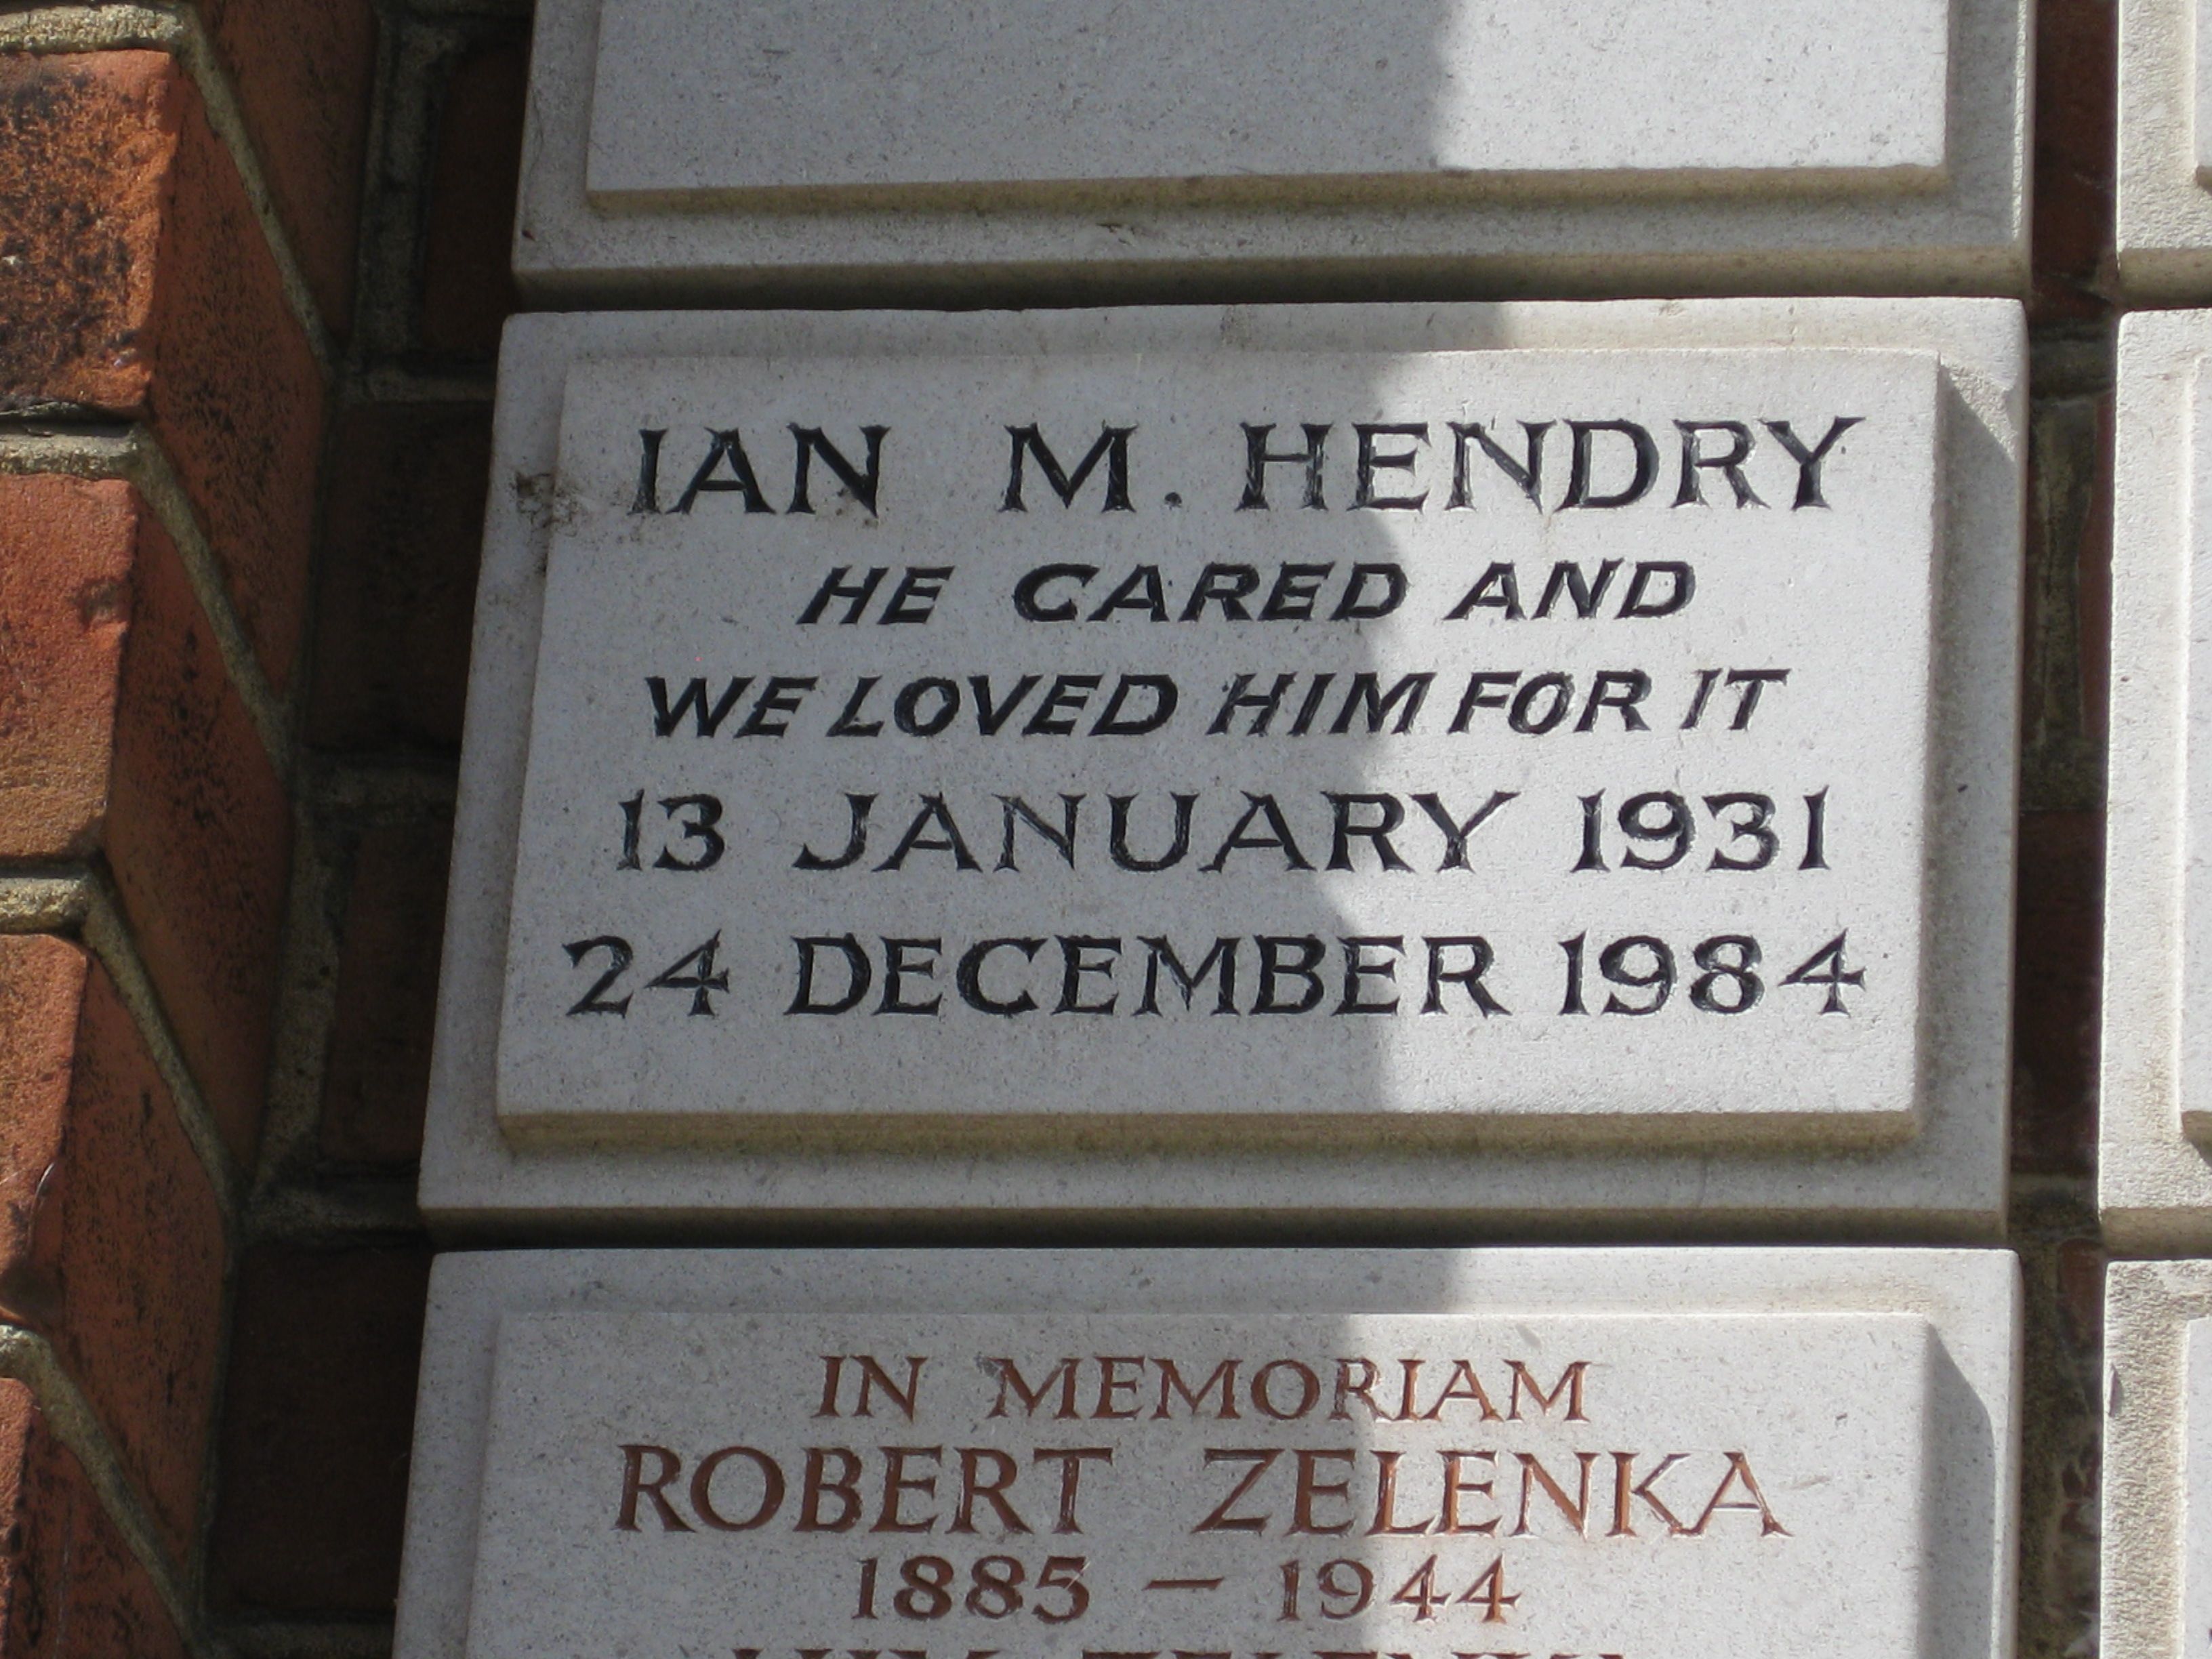 IAN M. HENDRY
HE CARED AND
WE LOVED HIM FOR IT
13 JANUARY 1931
24 DECEMBER 1984
IN MEMORIAM
ROBERT ZELENKA
1885 – 1944